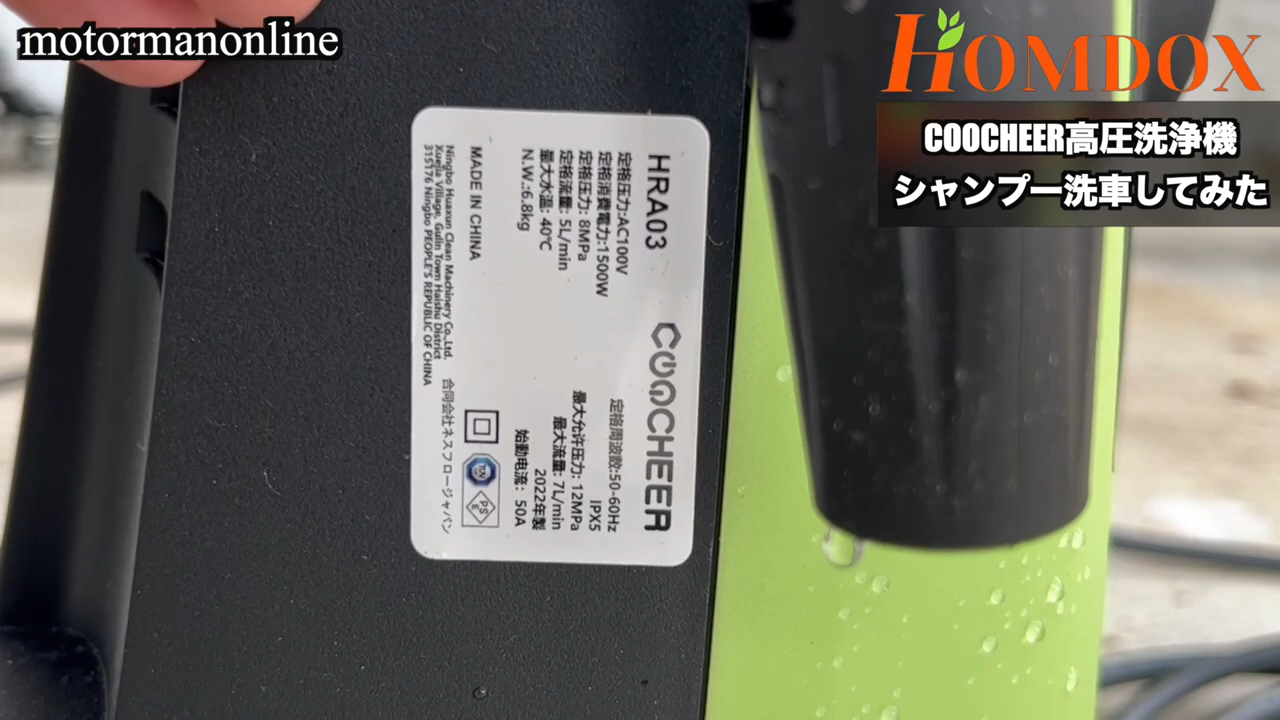 motormanonline
HOMDOX
COOCHEER高圧洗浄機
シャンプー洗車してみた
HRA03
COOCHEER
定格圧力:AC100V
定格周波数:50-60Hz
定格消費電力:1500W
IPX5
定格圧力: 8MPa
最大允许压力: 12MPa
定格流量: 5L/min
最大流量: 7L/min
最大水温: 40℃
2022年製
N.W.:6.8kg
始動电流: 50A
MADE IN CHINA
TUV
PS
E
Ningbo Huaxun Clean Machinery Co.,Ltd.
Xuejia Village, Gulin Town Haishu District
315176 Ningbo PEOPLE'S REPUBLIC OF CHINA
合同会社ネスフロージャパン